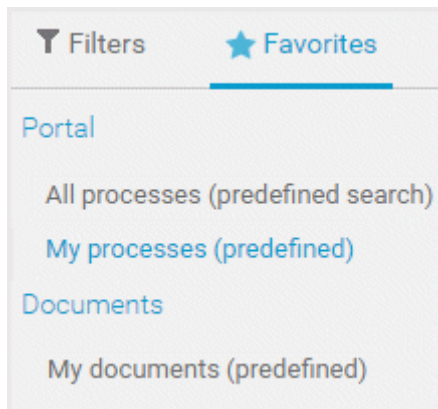 Filters Favorites
Portal
All processes (predefined search)
My processes (predefined)
Documents
My documents (predefined)